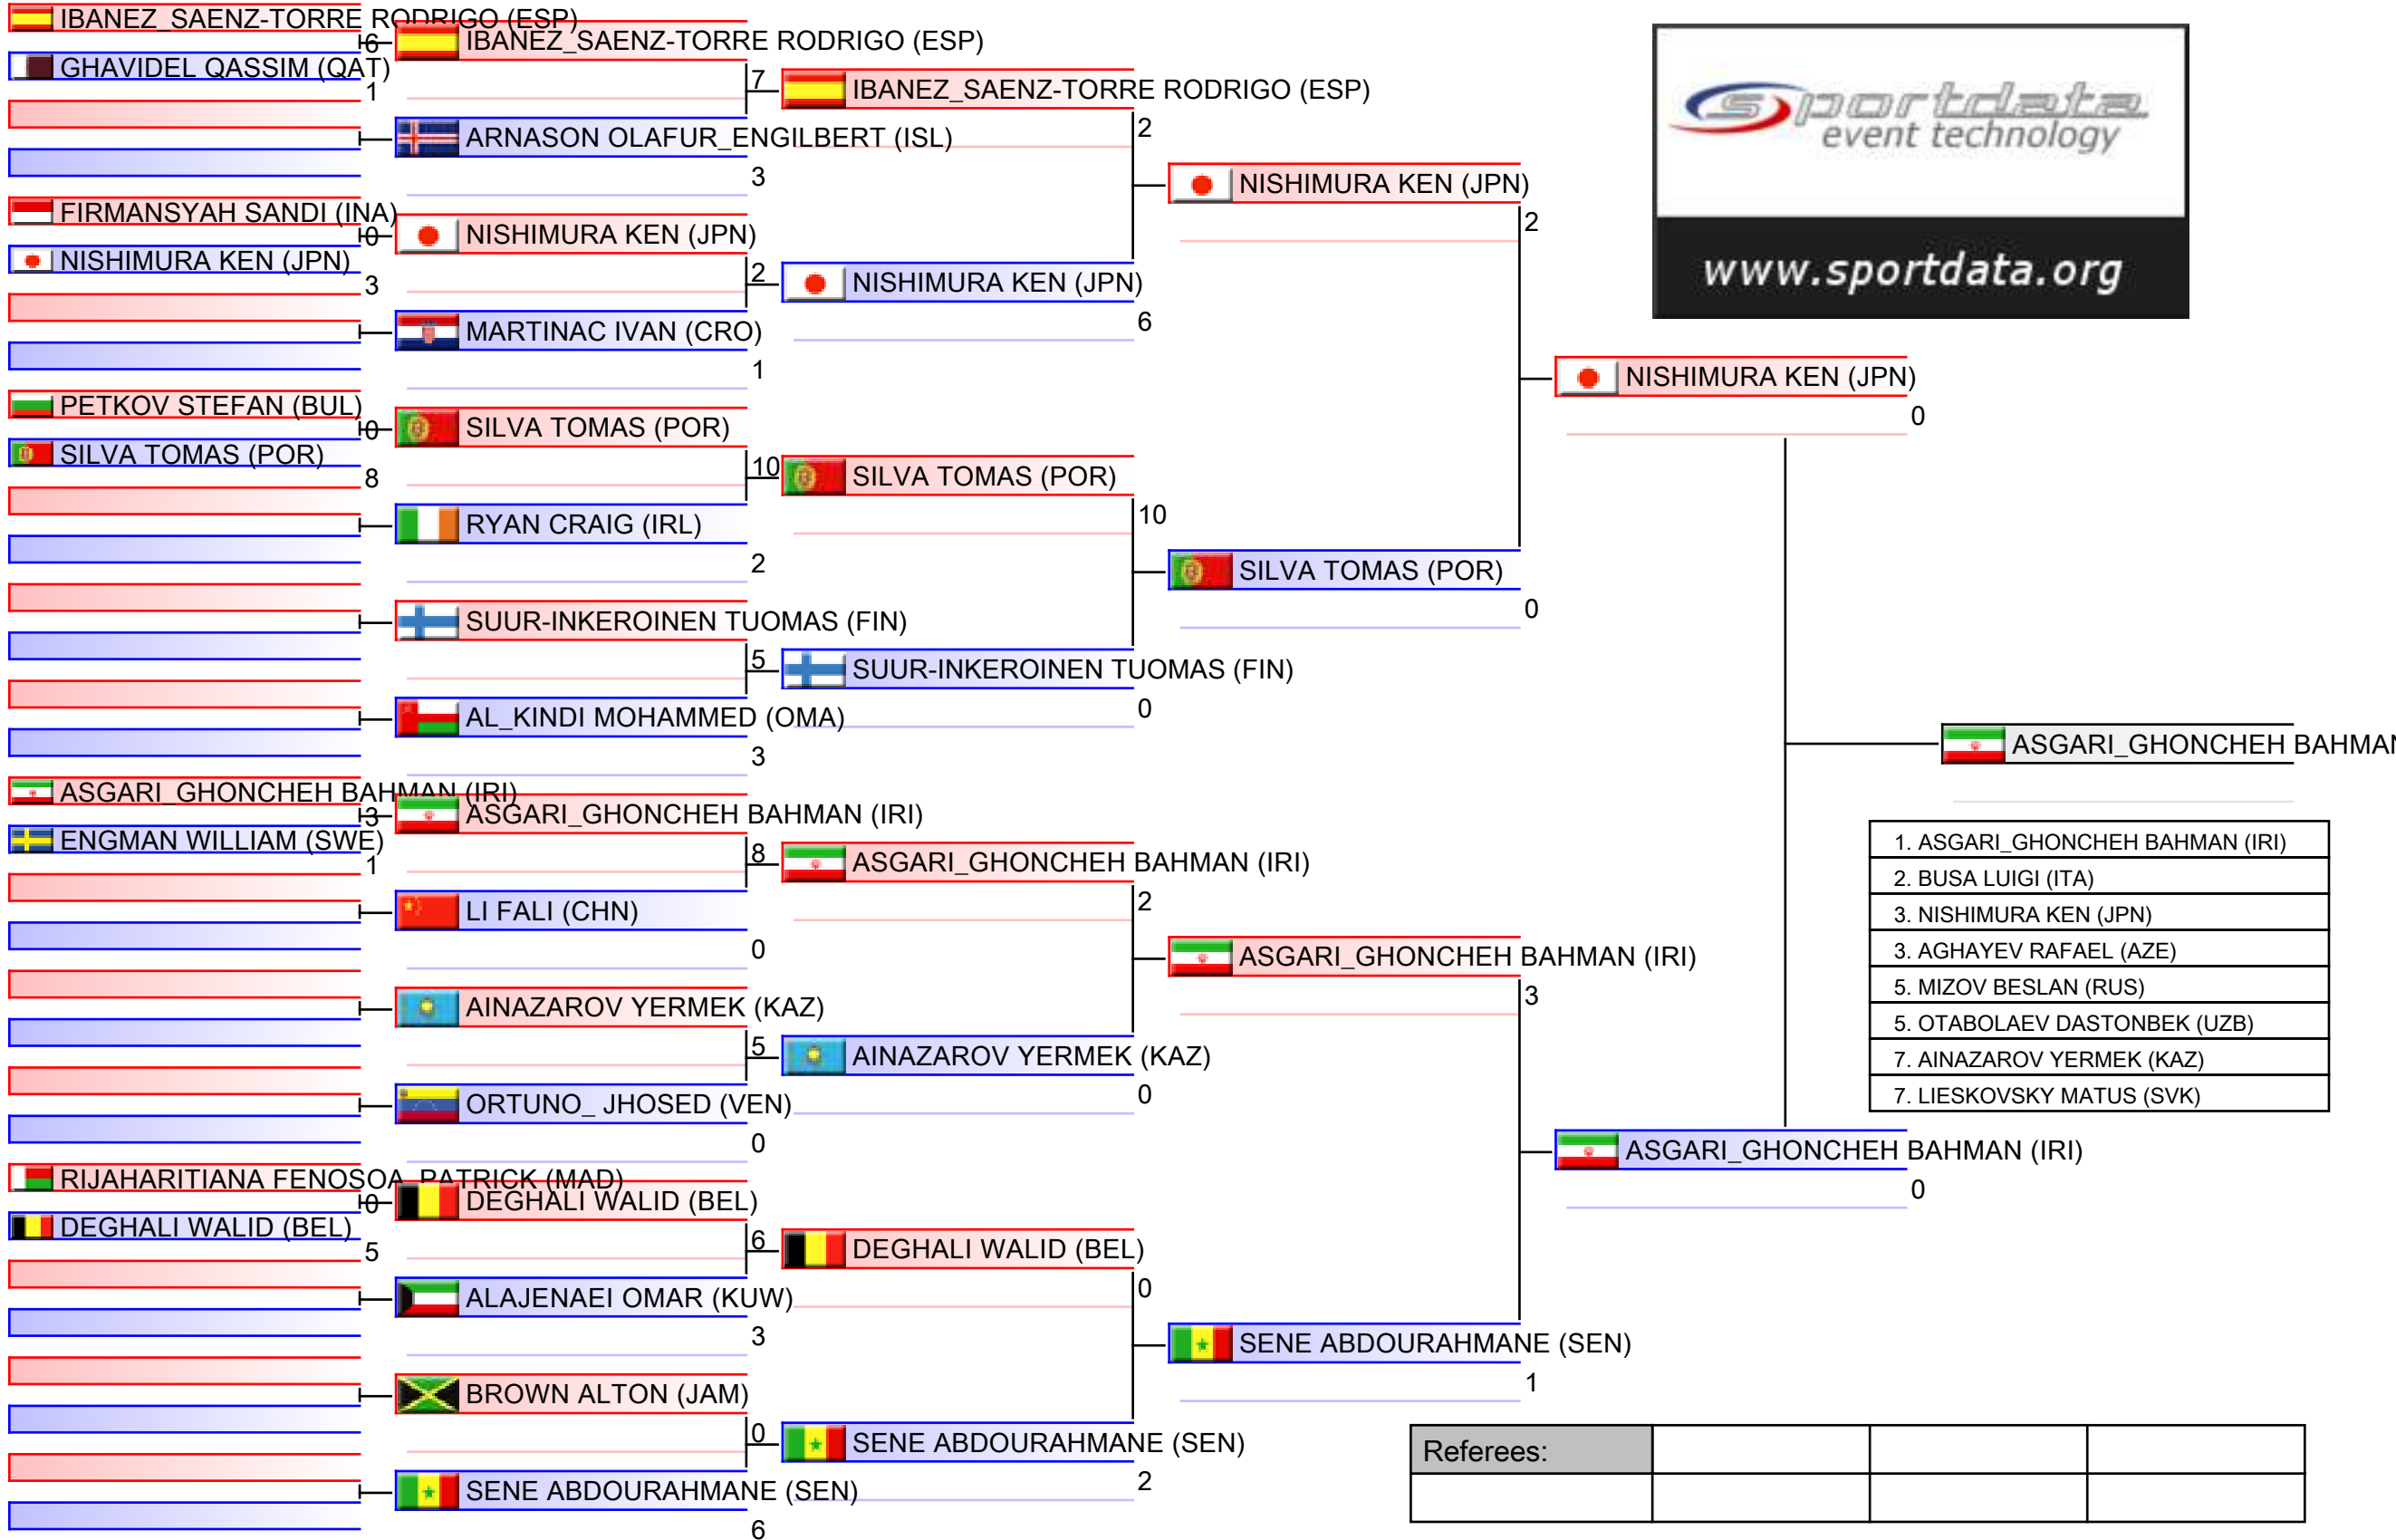 IBANEZ_SAENZ-TORRE RODRIGO (ESP)
6
GHAVIDEL QASSIM (QAT)
1
FIRMANSYAH SANDI (INA)
0
NISHIMURA KEN (JPN)
3
PETKOV STEFAN (BUL)
0
SILVA TOMAS (POR)
8
ASGARI_GHONCHEH BAHMAN (IRI)
3
ENGMAN WILLIAM (SWE)
1
RIJAHARITIANA FENOSOA_PATRICK (MAD)
0
DEGHALI WALID (BEL)
5
IBANEZ_SAENZ-TORRE RODRIGO (ESP)
7
ARNASON OLAFUR_ENGILBERT (ISL)
3
NISHIMURA KEN (JPN)
2
MARTINAC IVAN (CRO)
1
SILVA TOMAS (POR)
10
RYAN CRAIG (IRL)
2
SUUR-INKEROINEN TUOMAS (FIN)
5
AL_KINDI MOHAMMED (OMA)
3
ASGARI_GHONCHEH BAHMAN (IRI)
8
LI FALI (CHN)
0
AINAZAROV YERMEK (KAZ)
5
ORTUNO_ JHOSED (VEN)
0
DEGHALI WALID (BEL)
6
ALAJENAEI OMAR (KUW)
3
BROWN ALTON (JAM)
0
SENE ABDOURAHMANE (SEN)
6
IBANEZ_SAENZ-TORRE RODRIGO (ESP)
2
NISHIMURA KEN (JPN)
6
SILVA TOMAS (POR)
10
SUUR-INKEROINEN TUOMAS (FIN)
0
ASGARI_GHONCHEH BAHMAN (IRI)
2
AINAZAROV YERMEK (KAZ)
0
DEGHALI WALID (BEL)
0
SENE ABDOURAHMANE (SEN)
2
NISHIMURA KEN (JPN)
2
SILVA TOMAS (POR)
0
ASGARI_GHONCHEH BAHMAN (IRI)
3
SENE ABDOURAHMANE (SEN)
1
NISHIMURA KEN (JPN)
0
ASGARI_GHONCHEH BAHMAN (IRI)
0
ASGARI_GHONCHEH BAHMAN
sportdata
event technology
www.sportdata.org
1. ASGARI_GHONCHEH BAHMAN (IRI)
2. BUSA LUIGI (ITA)
3. NISHIMURA KEN (JPN)
3. AGHAYEV RAFAEL (AZE)
5. MIZOV BESLAN (RUS)
5. OTABOLAEV DASTONBEK (UZB)
7. AINAZAROV YERMEK (KAZ)
7. LIESKOVSKY MATUS (SVK)
Referees: